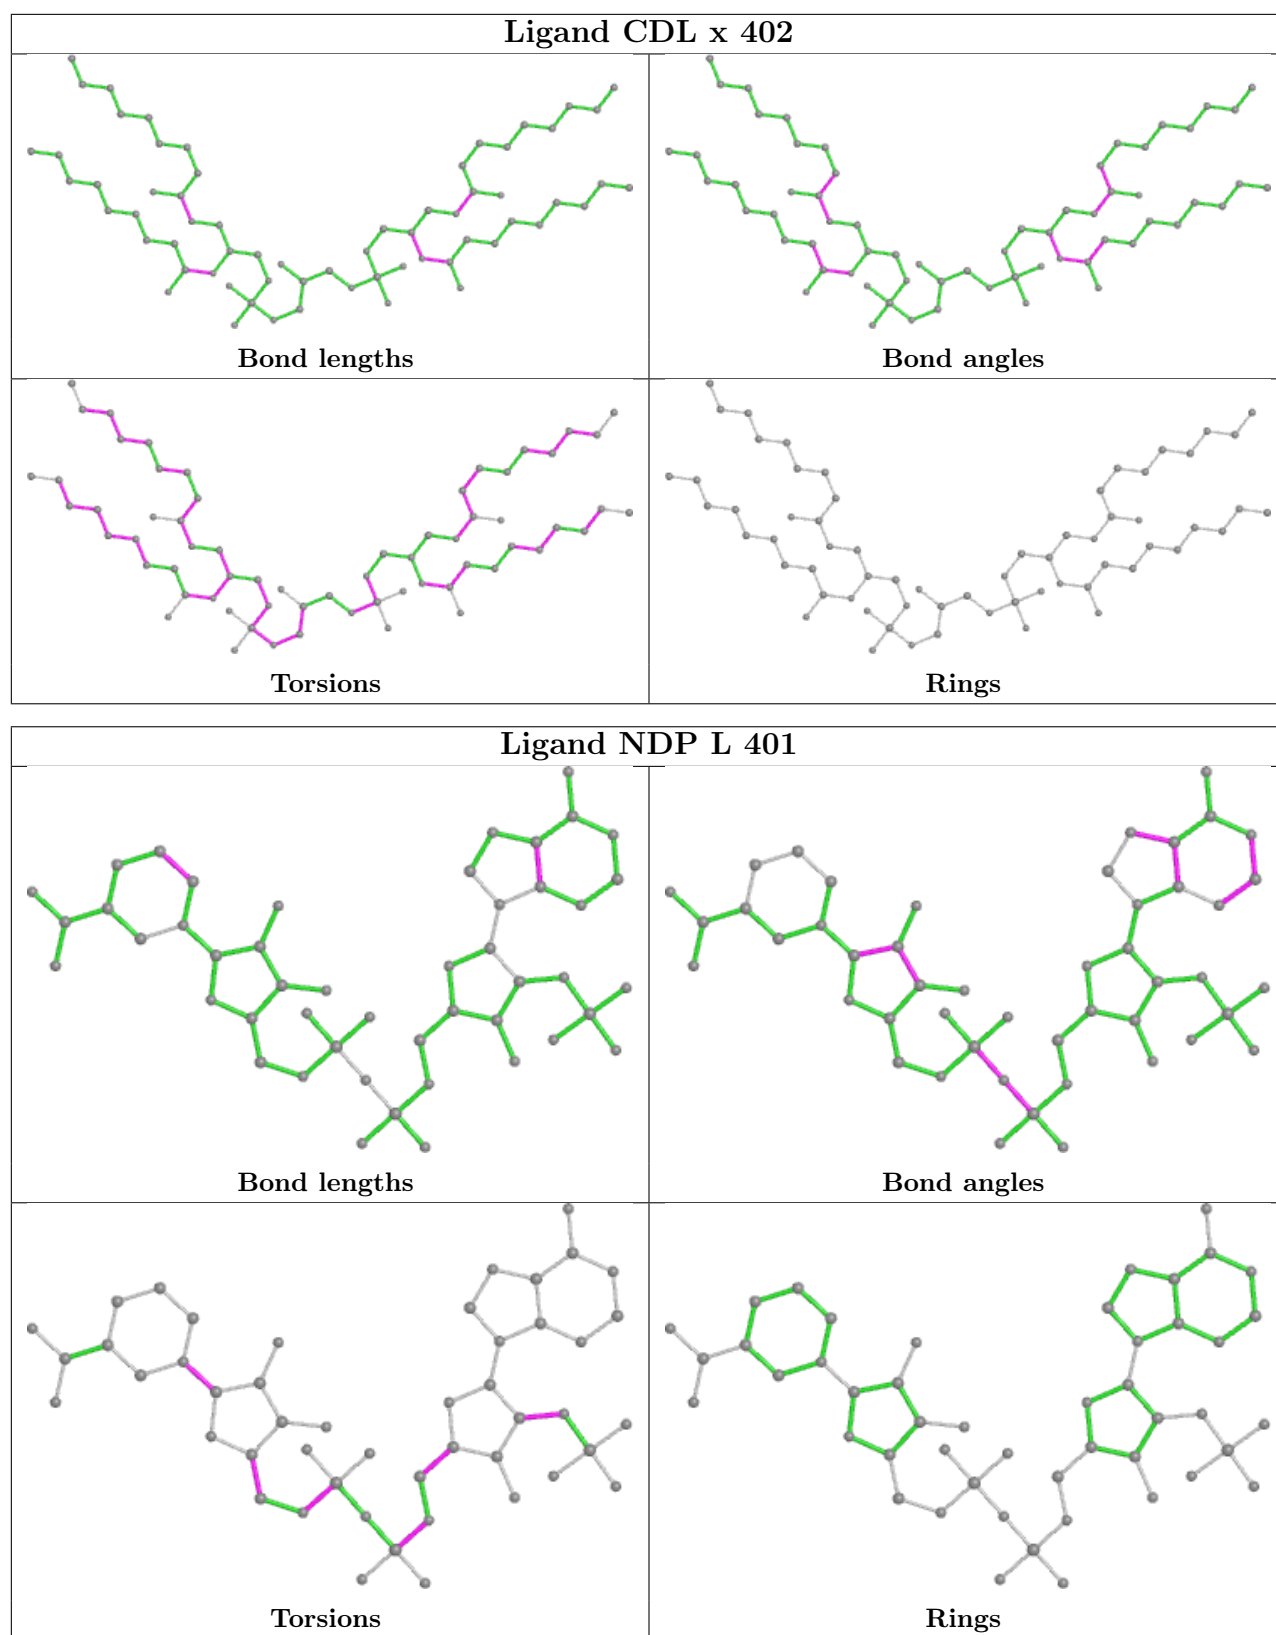 Ligand CDL x 402
Bond lengths
Bond angles
Torsions
Rings
Ligand NDP L 401
Bond lengths
Bond angles
Torsions
Rings